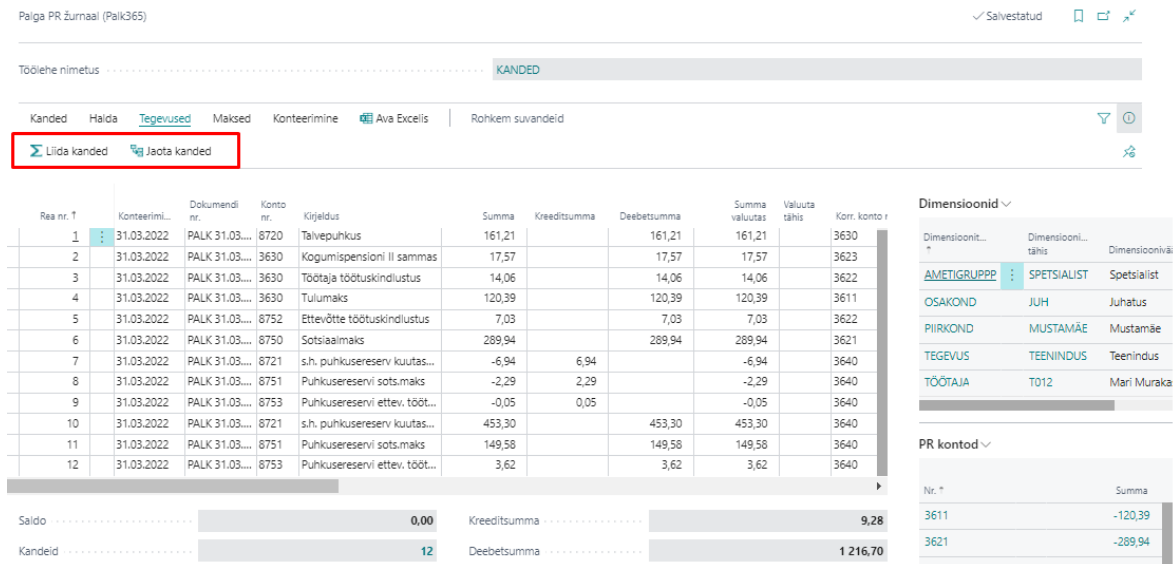 Palga PR žurnaal (Palk365)
Salvestatud
Töölehe nimetus
KANDED
Kanded Halda Tegevused Maksed Konteerimine Ava Excelis Rohkem suvandeid
Liida kanded Jaota kanded
Rea nr. ↑ Konteerimi... Dokumendi nr. Konto nr. Kirjeldus Summa Kreeditsumma Deebetsumma Summa valuutas Valuuta tähis Korr. konto r
1 31.03.2022 PALK 31.03.... 8720 Talvepuhkus 161,21 161,21 161,21 3630
2 31.03.2022 PALK 31.03.... 3630 Kogumispensioni II sammas 17,57 17,57 17,57 3623
3 31.03.2022 PALK 31.03.... 3630 Töötaja töötuskindlustus 14,06 14,06 14,06 3622
4 31.03.2022 PALK 31.03.... 3630 Tulumaks 120,39 120,39 120,39 3611
5 31.03.2022 PALK 31.03.... 8752 Ettevõtte töötuskindlustus 7,03 7,03 7,03 3622
6 31.03.2022 PALK 31.03.... 8750 Sotsiaalmaks 289,94 289,94 289,94 3621
7 31.03.2022 PALK 31.03.... 8721 s.h. puhkusereserv kuutas... -6,94 6,94 -6,94 3640
8 31.03.2022 PALK 31.03.... 8751 Puhkusereservi sots.maks -2,29 2,29 -2,29 3640
9 31.03.2022 PALK 31.03.... 8753 Puhkusereservi ettev. tööt... -0,05 0,05 -0,05 3640
10 31.03.2022 PALK 31.03.... 8721 s.h. puhkusereserv kuutas... 453,30 453,30 453,30 3640
11 31.03.2022 PALK 31.03.... 8751 Puhkusereservi sots.maks 149,58 149,58 149,58 3640
12 31.03.2022 PALK 31.03.... 8753 Puhkusereservi ettev. tööt... 3,62 3,62 3,62 3640
Saldo 0,00 Kreeditsumma 9,28
Kandeid 12 Deebetsumma 1 216,70
Dimensioonid
Dimensioonit... ↑ Dimensiooni... tähis Dimensioonivää
AMETIGRUPPP SPETSIALIST Spetsialist
OSAKOND JUH Juhatus
PIIRKOND MUSTAMÄE Mustamäe
TEGEVUS TEENINDUS Teenindus
TÖÖTAJA T012 Mari Muraka
PR kontod
Nr. ↑ Summa
3611 -120,39
3621 -289,94